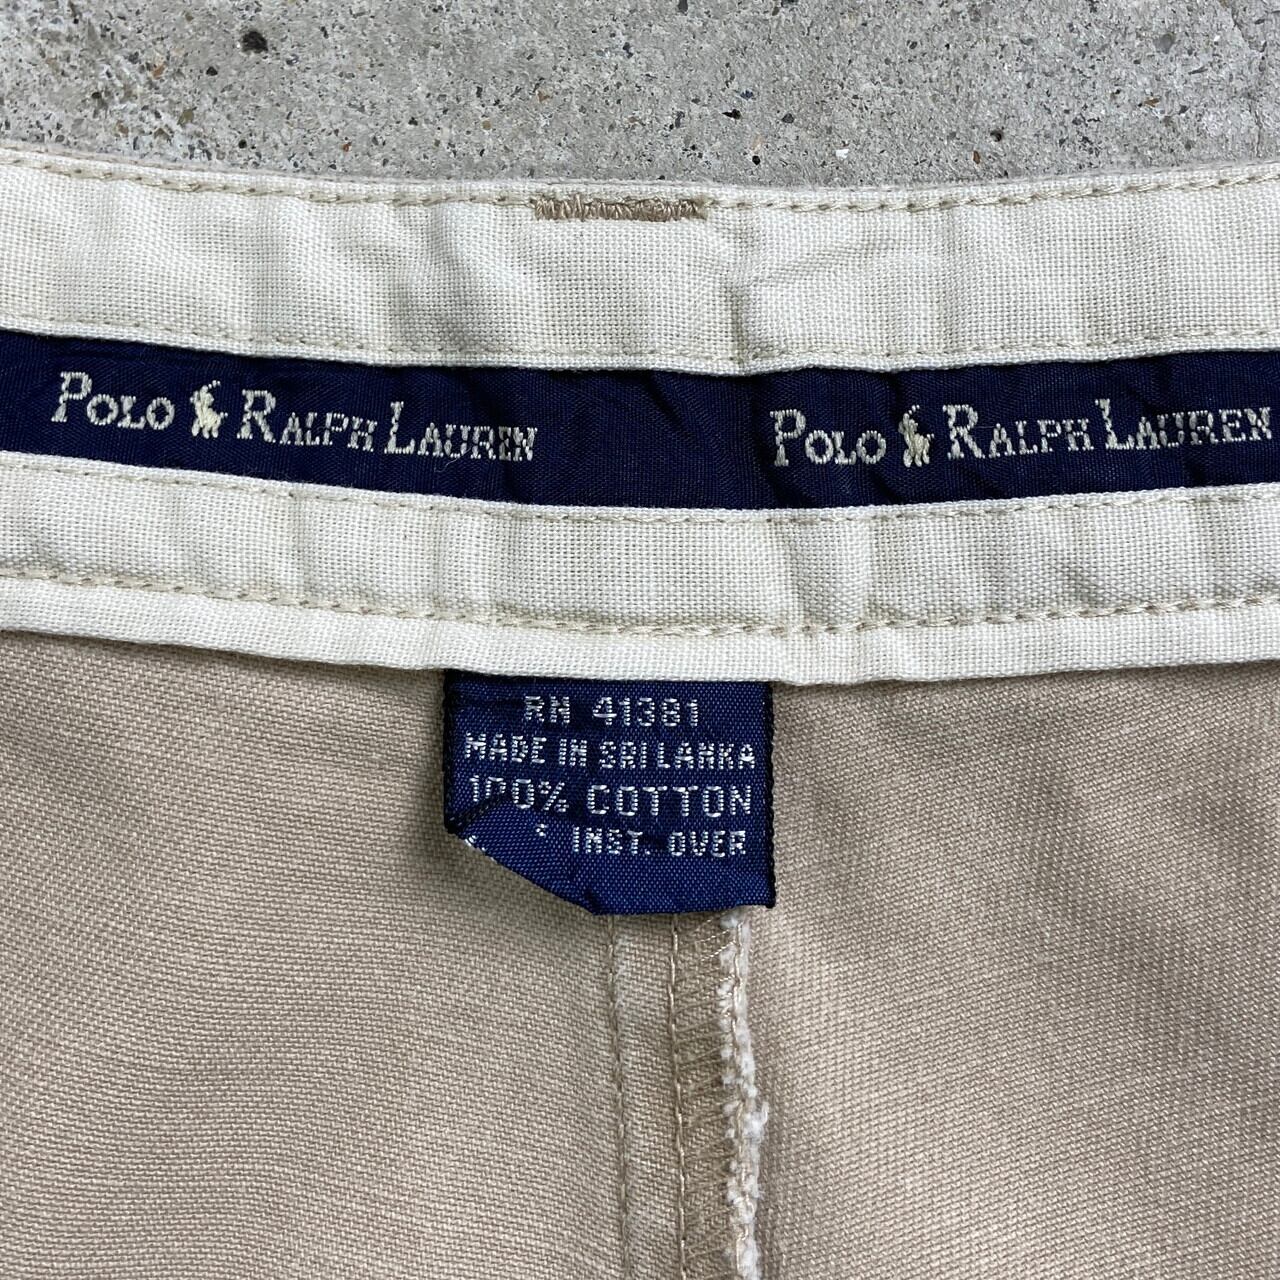 POLO RALPH LAUREN
POLO RALPH LAUREN
RN 41381
MADE IN SRI LANKA
100% COTTON
INST. OVER